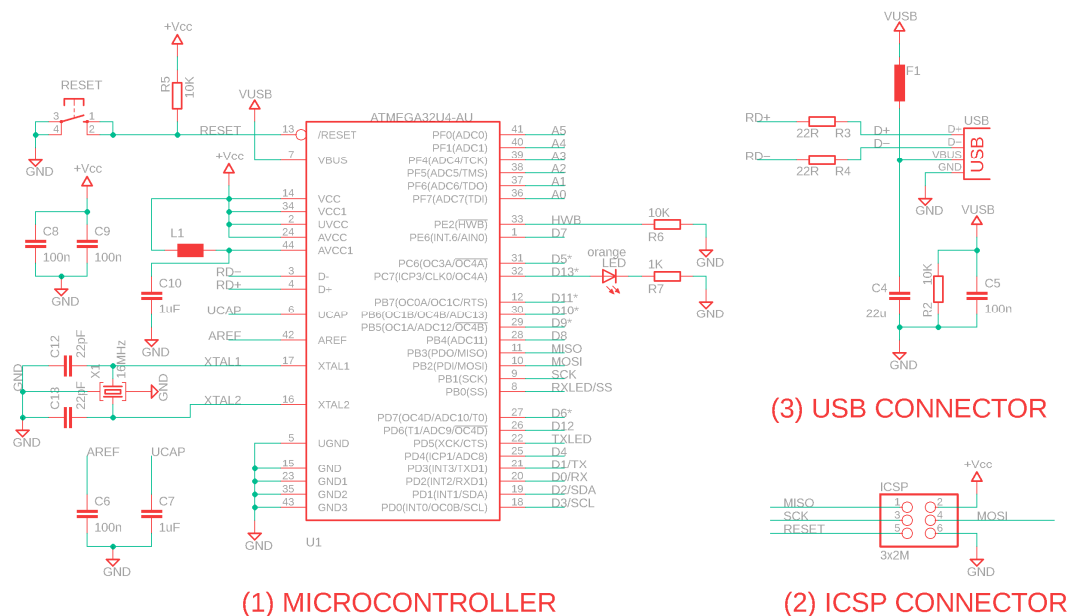 +Vcc
R5
10K
RESET
3
1
4
2
GND
RESET
VUSB
+Vcc
+Vcc
C8
100n
C9
100n
GND
L1
C10
1uF
GND
RD-
RD+
UCAP
AREF
XTAL1
XTAL2
C12
22pF
C13
22pF
X1
16MHz
GND
GND
GND
AREF
UCAP
C6
100n
C7
1uF
GND
GND
ATMEGA32U4-AU
13 /RESET
7 VBUS
14 VCC
34 VCC1
2 UVCC
24 AVCC
44 AVCC1
3 D-
4 D+
6 UCAP
42 AREF
17 XTAL1
16 XTAL2
5 UGND
15 GND
23 GND1
35 GND2
43 GND3
U1
PF0(ADC0) 41 A5
PF1(ADC1) 40 A4
PF4(ADC4/TCK) 39 A3
PF5(ADC5/TMS) 38 A2
PF6(ADC6/TDO) 37 A1
PF7(ADC7(TDI) 36 A0
PE2(HWB) 33 HWB
PE6(INT.6/AIN0) 1 D7
PC6(OC3A/OC4A) 31 D5*
PC7(ICP3/CLK0/OC4A) 32 D13*
PB7(OC0A/OC1C/RTS) 12 D11*
PB6(OC1B/OC4B/ADC13) 30 D10*
PB5(OC1A/ADC12/OC4B) 29 D9*
PB4(ADC11) 28 D8
PB3(PDO/MISO) 11 MISO
PB2(PDI/MOSI) 10 MOSI
PB1(SCK) 9 SCK
PB0(SS) 8 RXLED/SS
PD7(OC4D/ADC10/T0) 27 D6*
PD6(T1/ADC9/OC4D) 26 D12
PD5(XCK/CTS) 22 TXLED
PD4(ICP1/ADC8) 25 D4
PD3(INT3/TXD1) 21 D1/TX
PD2(INT2/RXD1) 20 D0/RX
PD1(INT1/SDA) 19 D2/SDA
PD0(INT0/OC0B/SCL) 18 D3/SCL
10K
R6
GND
orange
LED
1K
R7
GND
(1) MICROCONTROLLER
VUSB
F1
RD+
22R
R3
D+
RD-
22R
R4
D-
USB
D+
D-
VBUS
GND
USB
GND
VUSB
C4
22u
R2
10K
C5
100n
GND
(3) USB CONNECTOR
+Vcc
ICSP
MISO 1 2
SCK 3 4 MOSI
RESET 5 6
3x2M
GND
(2) ICSP CONNECTOR